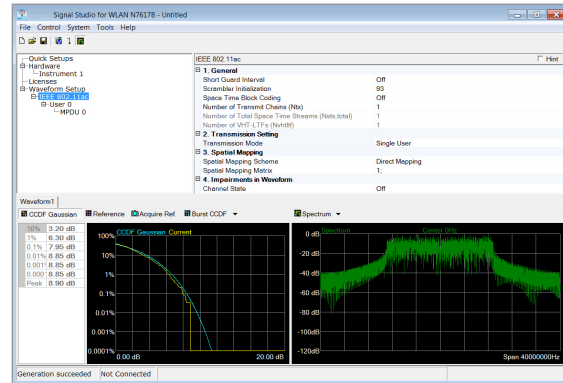 Signal Studio for WLAN N7617B - Untitled
File Control System Tools Help
Quick Setups
Hardware
Instrument 1
Licenses
Waveform Setup
IEEE 802.11ac
User 0
MPDU 0
IEEE 802.11ac Hint
1. General
Short Guard Interval Off
Scrambler Initialization 93
Space Time Block Coding Off
Number of Transmit Chains (Ntx) 1
Number of Total Space Time Streams (Nsts,total) 1
Number of VHT-LTFs (Nvhtltf) 1
2. Transmission Setting
Transmission Mode Single User
3. Spatial Mapping
Spatial Mapping Scheme Direct Mapping
Spatial Mapping Matrix 1;
4. Impairments in Waveform
Channel State Off
Waveform1
CCDF Gaussian Reference Acquire Ref. Burst CCDF Spectrum
10% 3.20 dB
1% 6.30 dB
0.1% 7.95 dB
0.01% 8.85 dB
0.001% 8.85 dB
0.000 8.85 dB
Peak 8.90 dB
CCDF Gaussian Current
100%
10%
1%
0.1%
0.01%
0.001%
0.0001%
0.00 dB 20.00 dB
Spectrum Center 0Hz
0 dB
-20 dB
-40 dB
-60 dB
-80 dB
-100dB
-120dB
Span 40000000Hz
Generation succeeded Not Connected